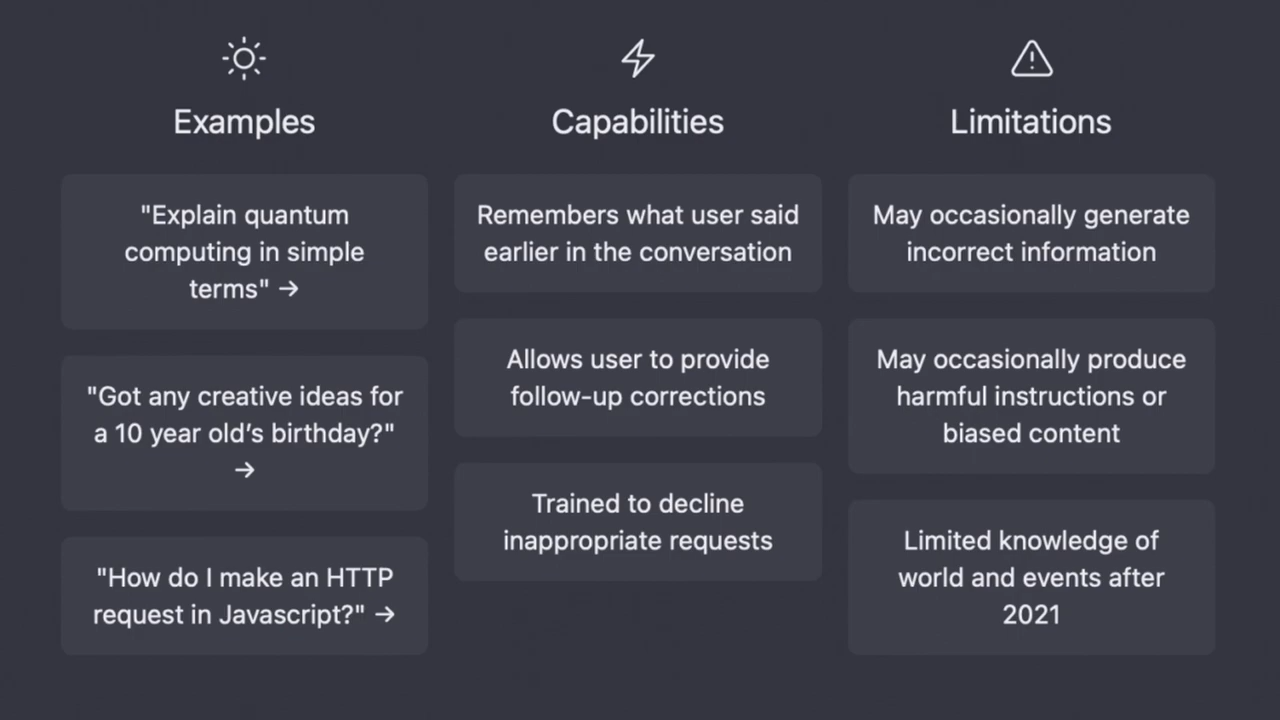 Examples
"Explain quantum
computing in simple
terms" →
"Got any creative ideas for
a 10 year old’s birthday?"
→
"How do I make an HTTP
request in Javascript?" →
Capabilities
Remembers what user said
earlier in the conversation
Allows user to provide
follow-up corrections
Trained to decline
inappropriate requests
Limitations
May occasionally generate
incorrect information
May occasionally produce
harmful instructions or
biased content
Limited knowledge of
world and events after
2021